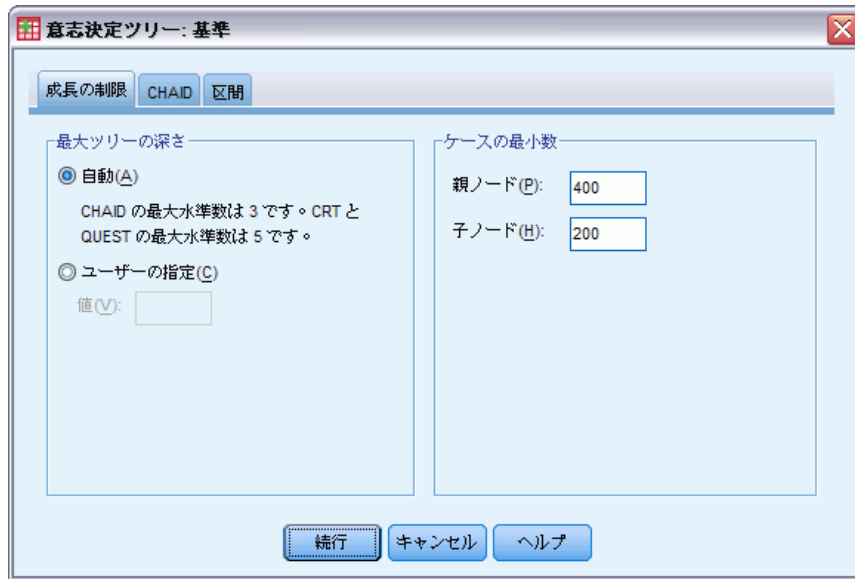 意志決定ツリー: 基準
成長の制限 CHAID 区間
最大ツリーの深さ
自動(A)
CHAID の最大水準数は 3 です。CRT と
QUEST の最大水準数は 5 です。
ユーザーの指定(C)
値(V):
ケースの最小数
親ノード(P): 400
子ノード(H): 200
続行 キャンセル ヘルプ